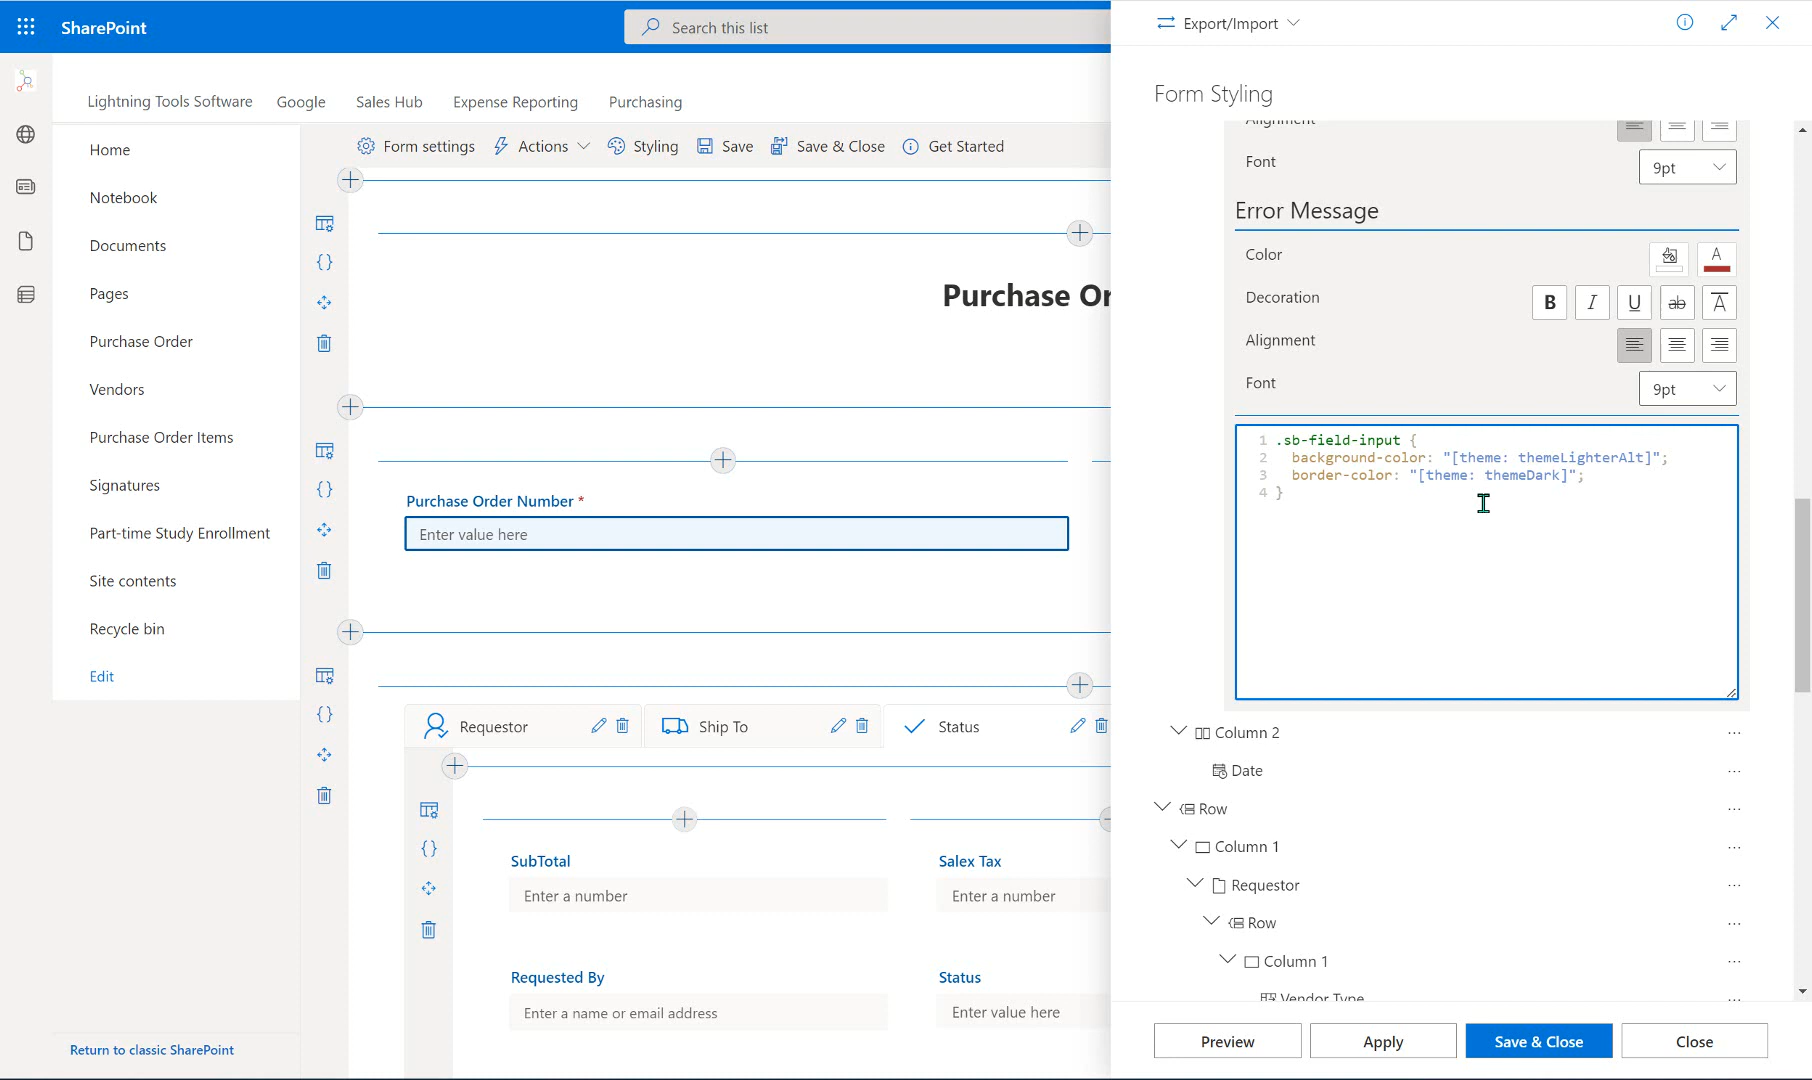 SharePoint
Search this list
Export/Import
Lightning Tools Software
Google
Sales Hub
Expense Reporting
Purchasing
Form Styling
Home
Notebook
Documents
Pages
Purchase Order
Vendors
Purchase Order Items
Signatures
Part-time Study Enrollment
Site contents
Recycle bin
Edit
Return to classic SharePoint
Form settings
Actions
Styling
Save
Save & Close
Get Started
Purchase Or
Purchase Order Number *
Enter value here
Requestor
Ship To
Status
SubTotal
Enter a number
Salex Tax
Enter a number
Requested By
Enter a name or email address
Status
Enter value here
Alignment
Font
9pt
Error Message
Color
A
Decoration
B I U ab A
Alignment
Font
9pt
1 .sb-field-input {
2 background-color: "[theme: themeLighterAlt]";
3 border-color: "[theme: themeDark]";
4 }
Column 2
Date
Row
Column 1
Requestor
Row
Column 1
Vendor Type
Preview
Apply
Save & Close
Close